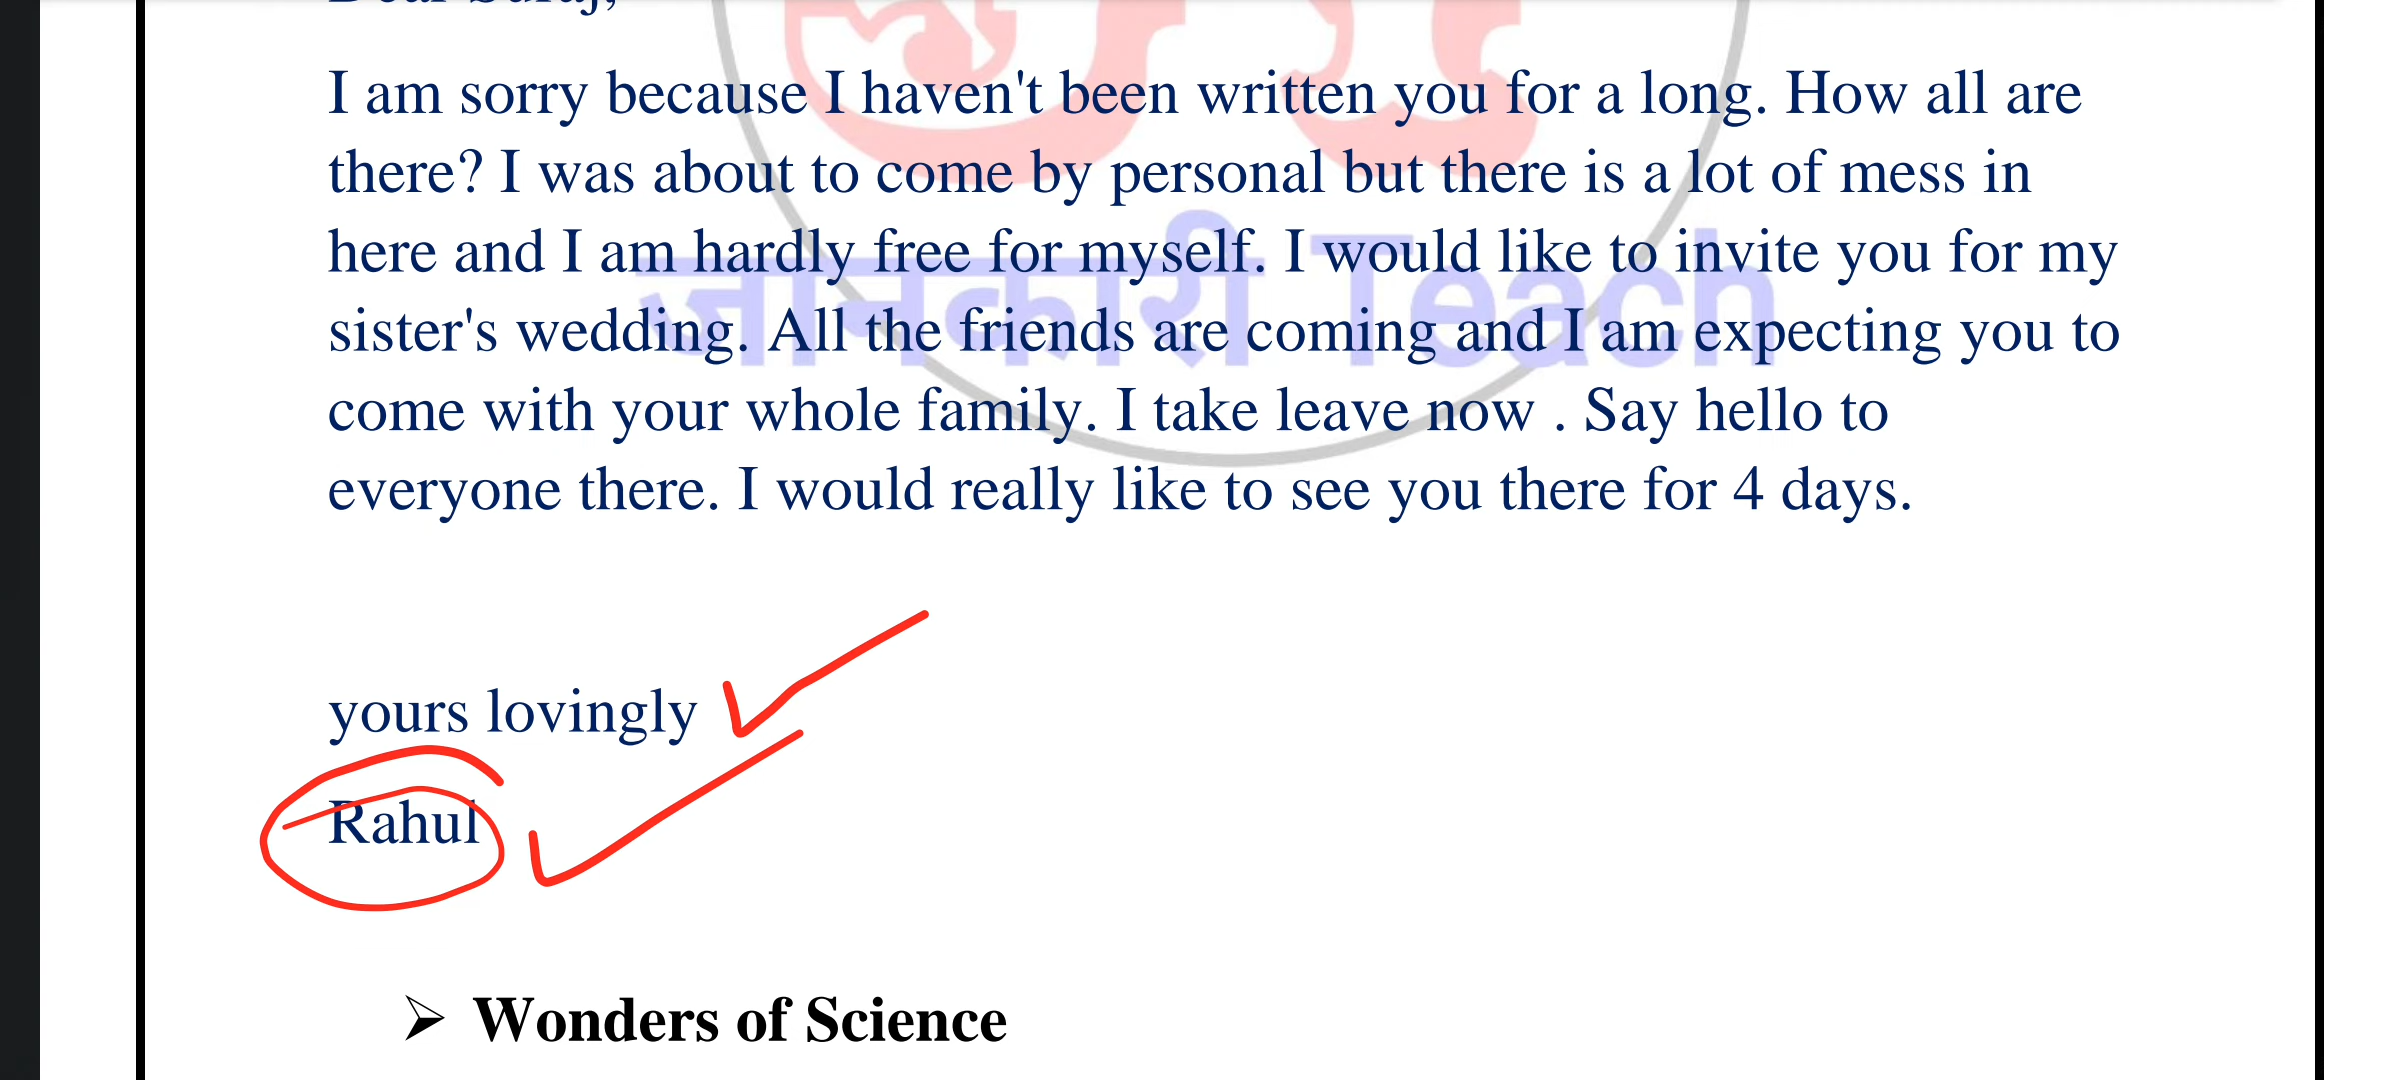 Dear Suraj,
I am sorry because I haven't been written you for a long. How all are
there? I was about to come by personal but there is a lot of mess in
here and I am hardly free for myself. I would like to invite you for my
sister's wedding. All the friends are coming and I am expecting you to
come with your whole family. I take leave now . Say hello to
everyone there. I would really like to see you there for 4 days.
जानकारी Teach
yours lovingly
Rahul
➢ Wonders of Science